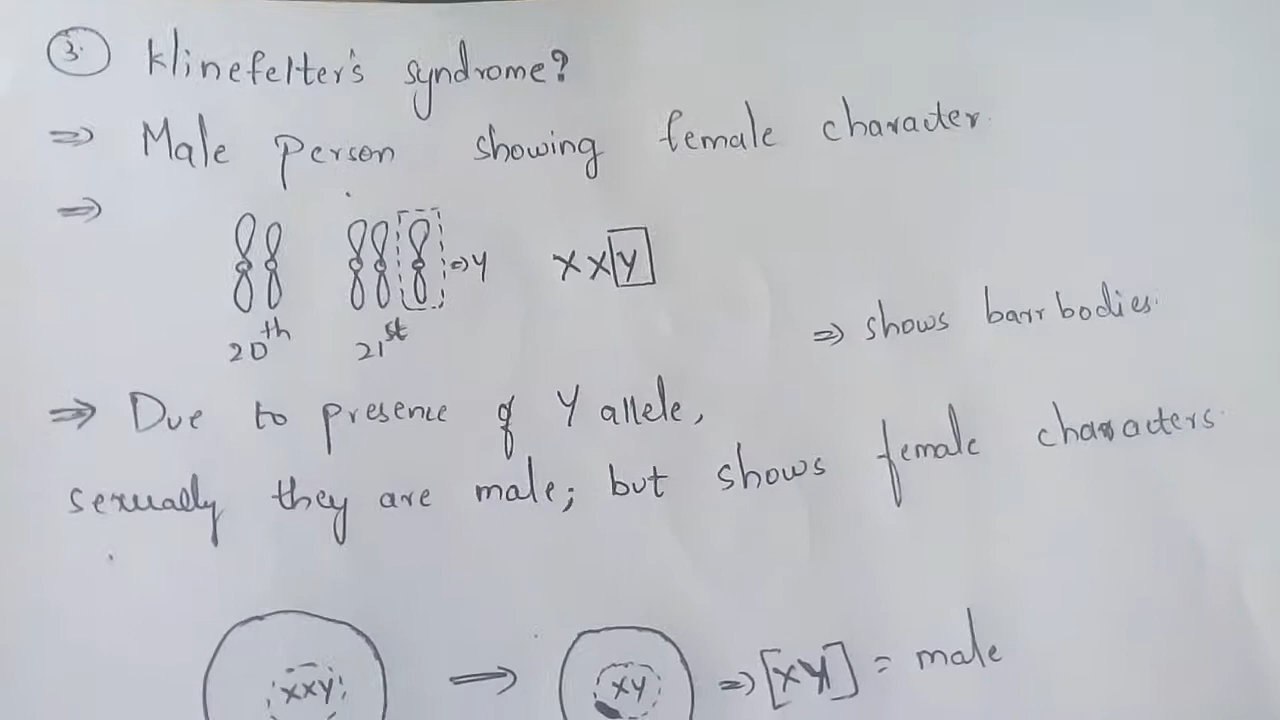 3. Klinefelter's syndrome?
⇒ Male person showing female character.
⇒
⇒ Y XX Y
20th 21st
⇒ shows barr bodies.
⇒ Due to presence of Y allele,
sexually they are male; but shows female characters.
XXY ⇒ XY ⇒ [XY] = male